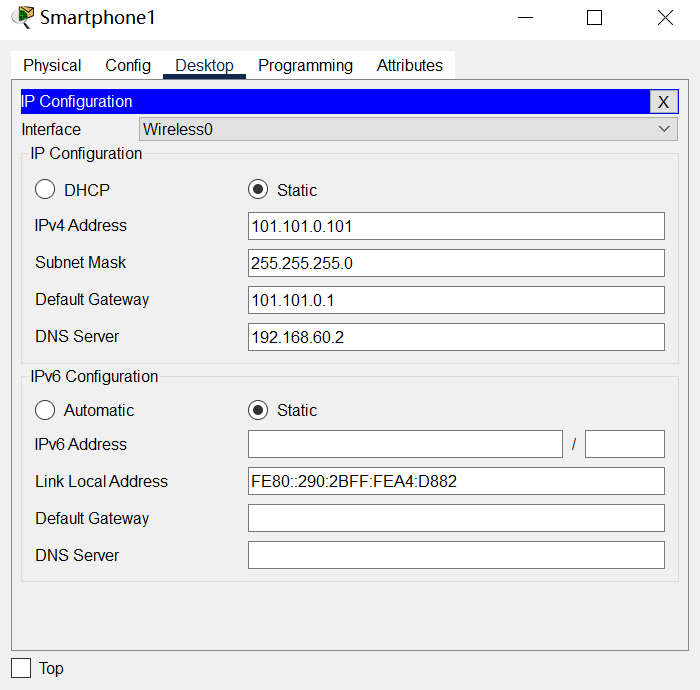 Smartphone1
Physical Config Desktop Programming Attributes
IP Configuration X
Interface Wireless0
IP Configuration
DHCP Static
IPv4 Address 101.101.0.101
Subnet Mask 255.255.255.0
Default Gateway 101.101.0.1
DNS Server 192.168.60.2
IPv6 Configuration
Automatic Static
IPv6 Address /
Link Local Address FE80::290:2BFF:FEA4:D882
Default Gateway
DNS Server
Top